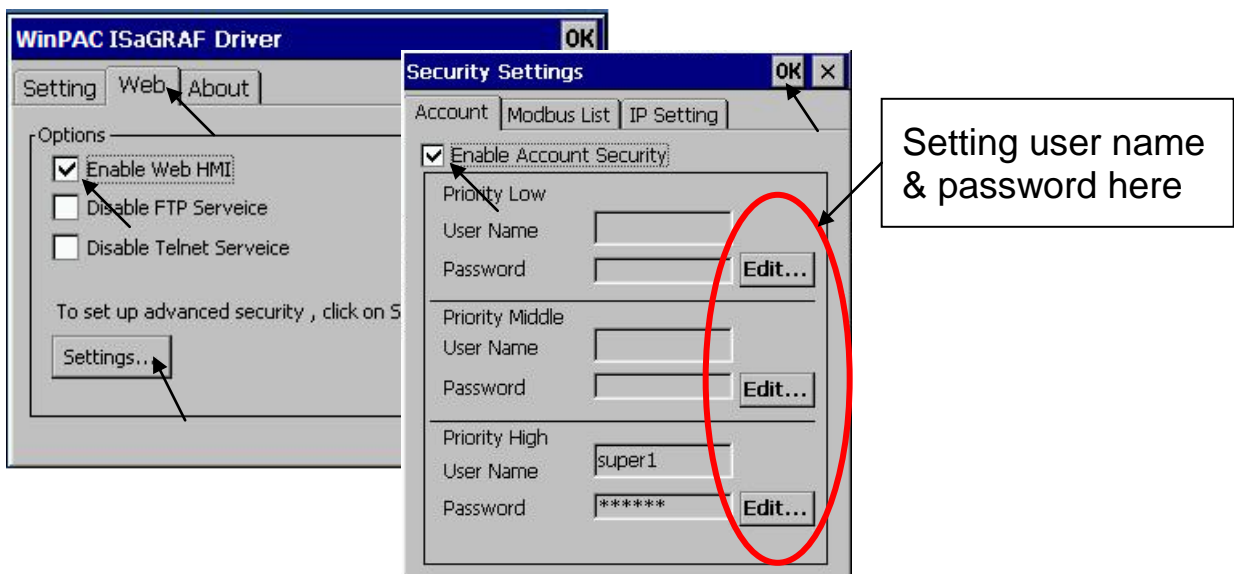 WinPAC ISaGRAF Driver OK
Setting Web About
Options
Enable Web HMI
Disable FTP Serveice
Disable Telnet Serveice
To set up advanced security , click on S
Settings...
Security Settings OK
Account Modbus List IP Setting
Enable Account Security
Priority Low
User Name
Password Edit...
Priority Middle
User Name
Password Edit...
Priority High
User Name super1
Password ****** Edit...
Setting user name
& password here